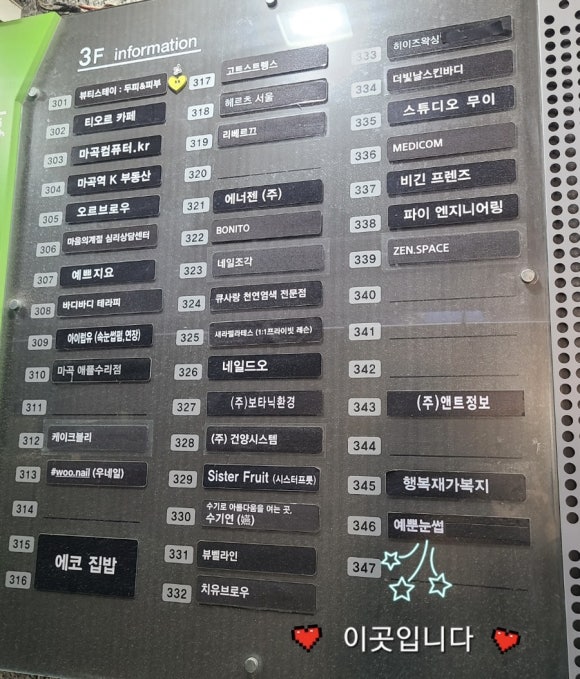 3F information
301 뷰티스테이 : 두피&피부
302 티오르 카페
303 마곡컴퓨터.kr
304 마곡역 K 부동산
305 오르브로우
306 마음의계절 심리상담센터
307 예쁘지요
308 바디바디 테라피
309 아이럽유 (속눈썹펌,연장)
310 마곡 애플수리점
311
312 케이크블리
313 #woo.nail (우네일)
314
315
에코 집밥
316
317 고트스트렝스
318 헤르츠 서울
319 리베르끄
320
321 에너젠 (주)
322 BONITO
323 네일조각
324 큐사랑 천연염색 전문점
325 새라필라테스 (1:1프라이빗 레슨)
326 네일드오
327 (주)보타닉환경
328 (주) 건양시스템
329 Sister Fruit (시스터프룻)
330 수기로 아름다움을 여는 곳,
수기연 (嬿)
331 뷰벨라인
332 치유브로우
333 헤이즈왁싱
334 더빛날스킨바디
335 스튜디오 무이
336 MEDICOM
337 비긴 프렌즈
338 파이 엔지니어링
339 ZEN.SPACE
340
341
342
343 (주)앤트정보
344
345 행복재가복지
346 예쁜눈썹
347
이곳입니다